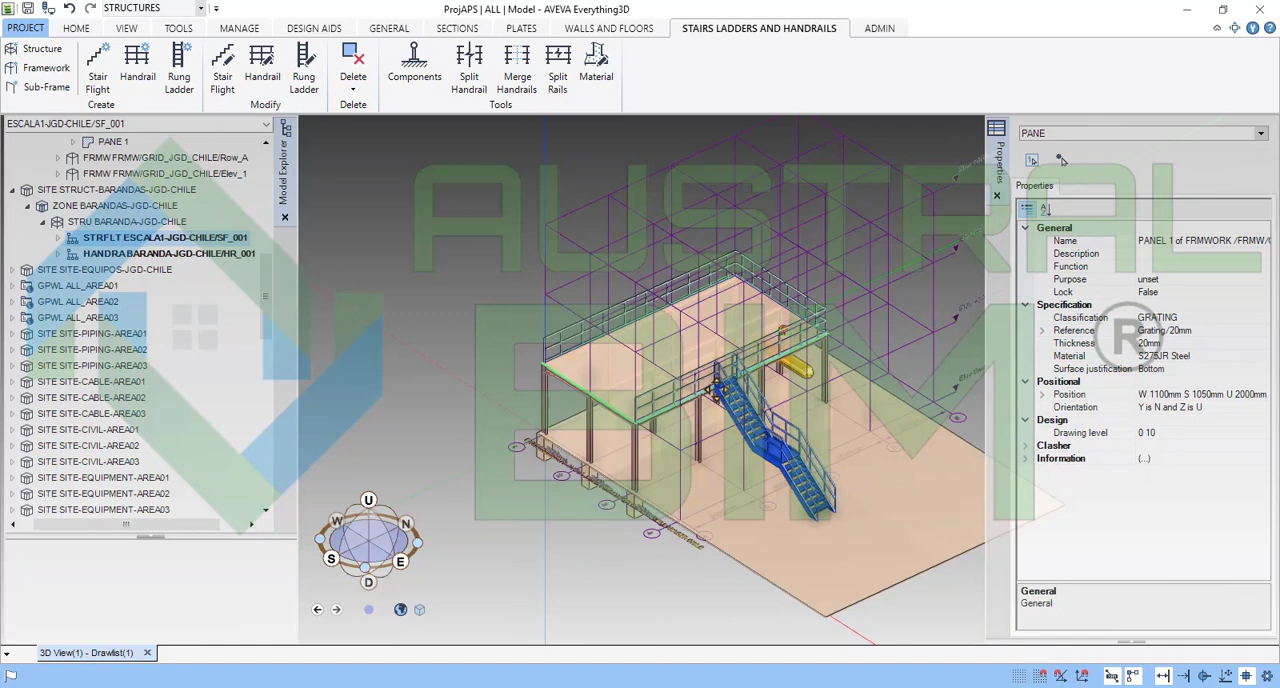 STRUCTURES
ProjAPS | ALL | Model - AVEVA Everything3D
PROJECT HOME VIEW TOOLS MANAGE DESIGN AIDS GENERAL SECTIONS PLATES WALLS AND FLOORS STAIRS LADDERS AND HANDRAILS ADMIN
Structure
Framework
Sub-Frame
Stair Flight
Handrail
Rung Ladder
Create
Stair Flight
Handrail
Rung Ladder
Modify
Delete
Delete
Components
Split Handrail
Merge Handrails
Split Rails
Material
Tools
ESCALA1-JGD-CHILE/SF_001
PANE 1
FRMW FRMW/GRID_JGD_CHILE/Row_A
FRMW FRMW/GRID_JGD_CHILE/Elev_1
SITE STRUCT-BARANDAS-JGD-CHILE
ZONE BARANDAS-JGD-CHILE
STRU BARANDA-JGD-CHILE
STRFLT ESCALA1-JGD-CHILE/SF_001
HANDRA BARANDA-JGD-CHILE/HR_001
SITE SITE-EQUIPOS-JGD-CHILE
GPWL ALL_AREA01
GPWL ALL_AREA02
GPWL ALL_AREA03
SITE SITE-PIPING-AREA01
SITE SITE-PIPING-AREA02
SITE SITE-PIPING-AREA03
SITE SITE-CABLE-AREA01
SITE SITE-CABLE-AREA02
SITE SITE-CABLE-AREA03
SITE SITE-CIVIL-AREA01
SITE SITE-CIVIL-AREA02
SITE SITE-CIVIL-AREA03
SITE SITE-EQUIPMENT-AREA01
SITE SITE-EQUIPMENT-AREA02
SITE SITE-EQUIPMENT-AREA03
Model Explorer
AUSTRAL
BIM®
U
W N
S E
D
Properties
PANE
Properties
General
Name PANEL 1 of FRMWORK /FRMW/
Description
Function
Purpose unset
Lock False
Specification
Classification GRATING
Reference Grating/20mm
Thickness 20mm
Material S275JR Steel
Surface justification Bottom
Positional
Position W 1100mm S 1050mm U 2000mm
Orientation Y is N and Z is U
Design
Drawing level 0 10
Clasher
Information (...)
General
General
3D View(1) - Drawlist(1)